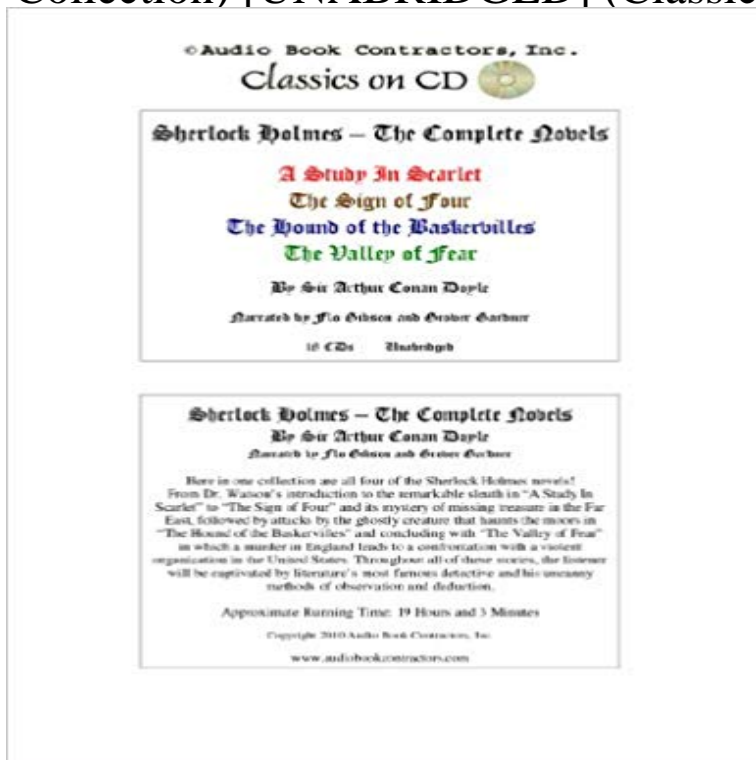 Collection) [UNABRIDGED] (Classic
©Audio Book Contractors, Inc.
Classics on CD
Sherlock Holmes – The Complete Novels
A Study In Scarlet
The Sign of Four
The Hound of the Baskervilles
The Valley of Fear
By Sir Arthur Conan Doyle
Narrated by Flo Gibson and Grover Gardner
CDs Unabridged
Sherlock Holmes – The Complete Novels
By Sir Arthur Conan Doyle
Narrated by Flo Gibson and Grover Gardner
Here in one collection are all four of the Sherlock Holmes novels!
From Dr. Watson's introduction to the remarkable sleuth in "A Study In
Scarlet" to "The Sign of Four" and its mystery of missing treasure in the Far
East, followed by attacks by the ghostly creature that haunts the moors in
"The Hound of the Baskervilles" and concluding with "The Valley of Fear"
in which a murder in England leads to a confrontation with a violent
organization in the United States. Throughout all of these stories, the listener
will be captivated by literature's most famous detective and his uncanny
methods of observation and deduction.
Approximate Running Time: 19 Hours and 3 Minutes
Copyright 2010 Audio Book Contractors, Inc.
www.audiobookcontractors.com